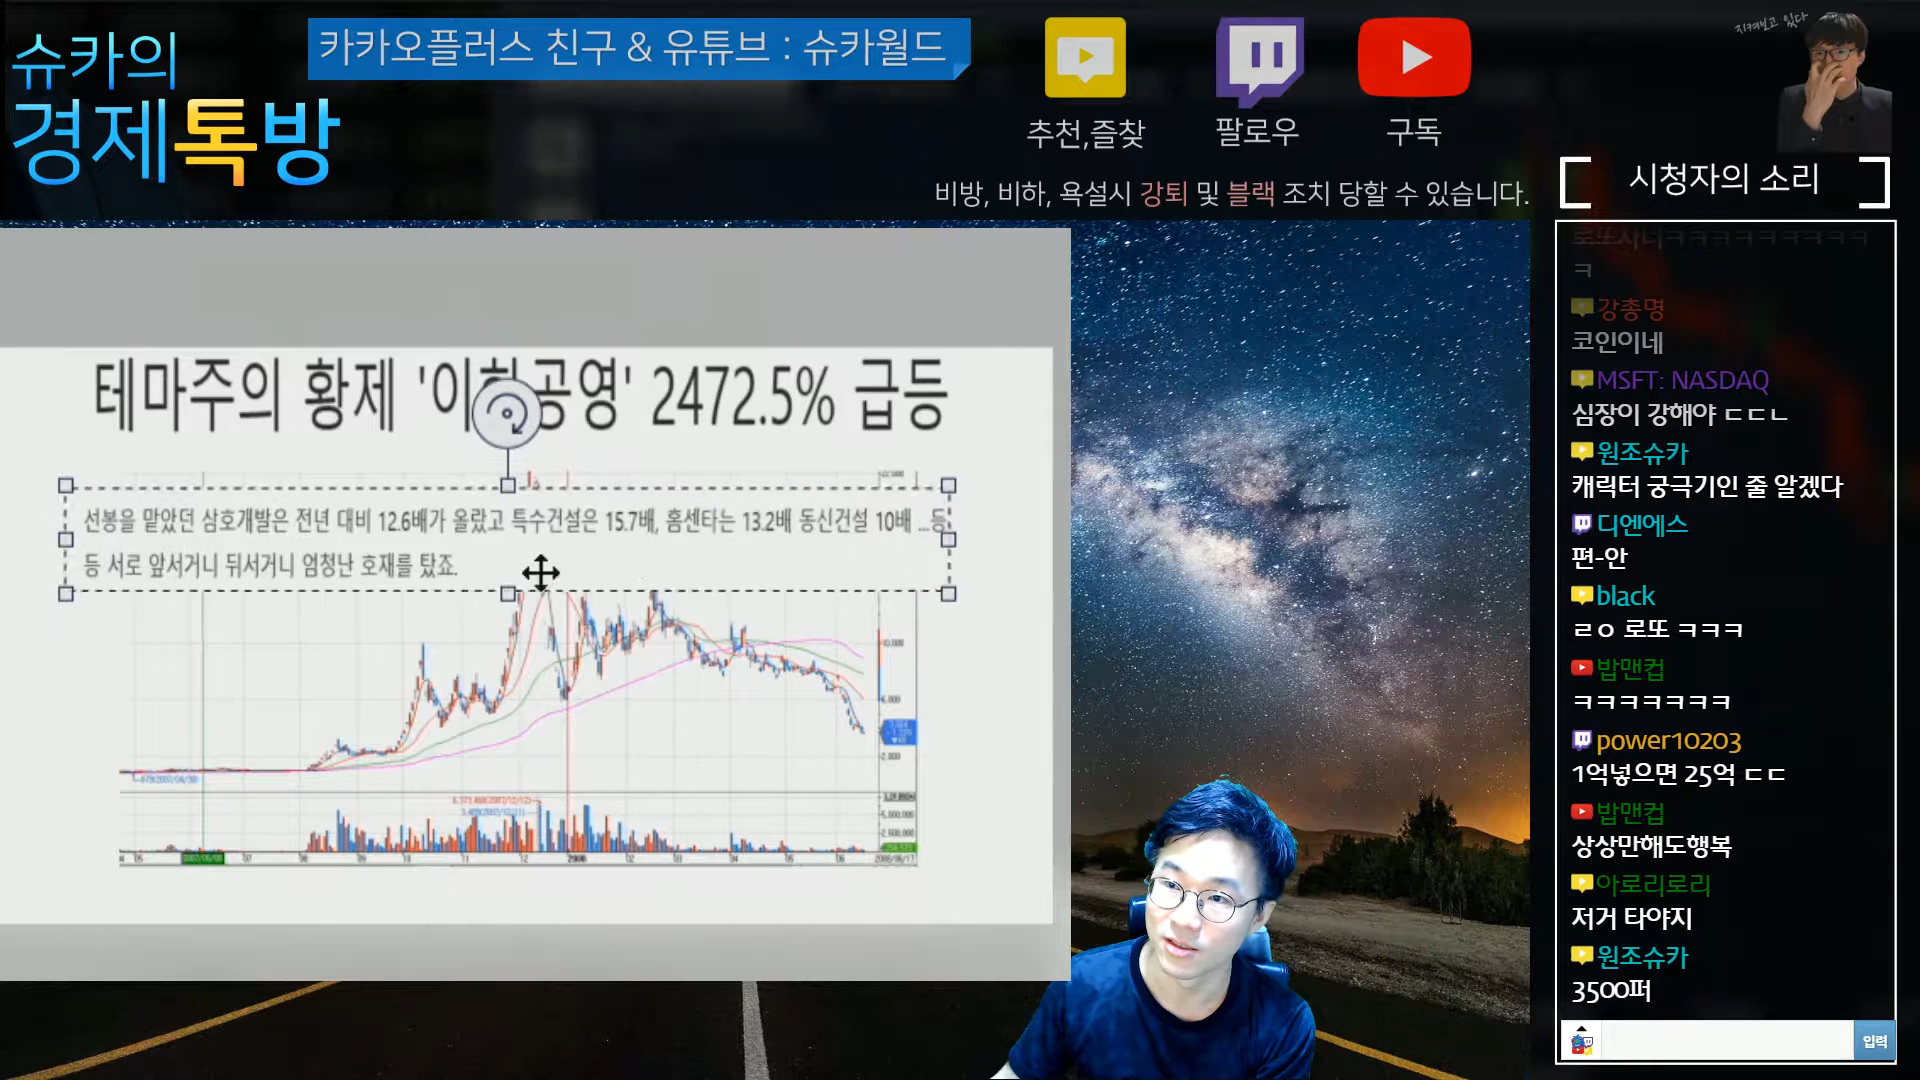 슈카의
경제톡방
카카오플러스 친구 & 유튜브 : 슈카월드
추천,즐찾
팔로우
구독
비방, 비하, 욕설시 강퇴 및 블랙 조치 당할 수 있습니다.
지켜보고 있다
시청자의 소리
테마주의 황제 '이화공영' 2472.5% 급등
선봉을 맡았던 삼호개발은 전년 대비 12.6배가 올랐고 특수건설은 15.7배, 홈센타는 13.2배 동신건설 10배 ...등
등 서로 앞서거니 뒤서거니 엄청난 호재를 탔죠.
ㅋ
강총명
코인이네
MSFT: NASDAQ
심장이 강해야 ㄷㄷㄴ
원조슈카
캐릭터 궁극기인 줄 알겠다
디엔에스
편-안
black
ㄹㅇ 로또 ㅋㅋㅋ
밥맨컵
ㅋㅋㅋㅋㅋㅋㅋ
power10203
1억넣으면 25억 ㄷㄷ
밥맨컵
상상만해도행복
아로리로리
저거 타야지
원조슈카
3500퍼
입력